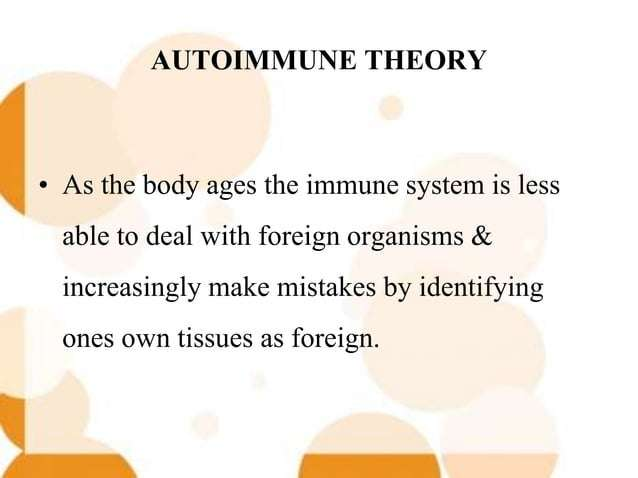 AUTOIMMUNE THEORY
• As the body ages the immune system is less
able to deal with foreign organisms &
increasingly make mistakes by identifying
ones own tissues as foreign.